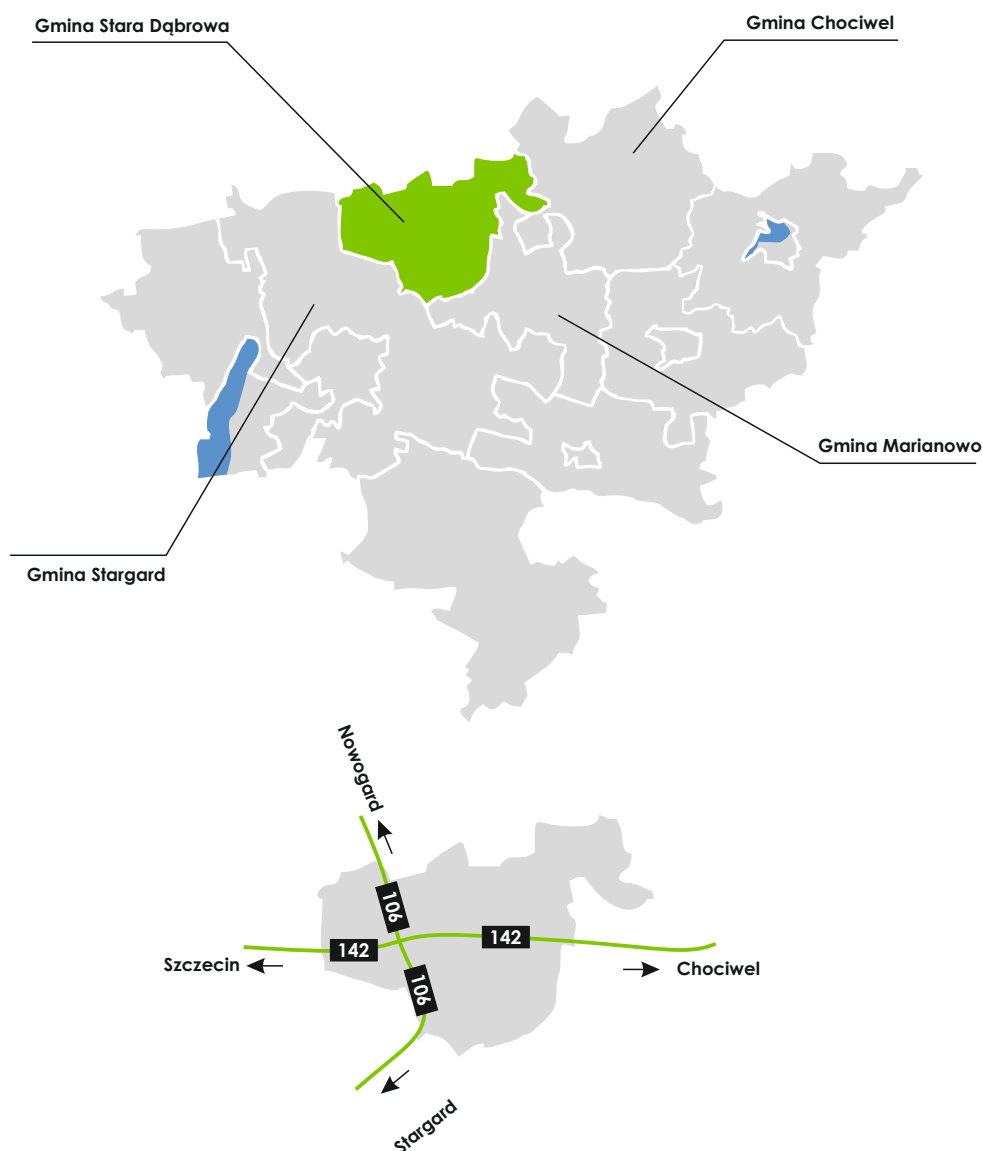 Gmina Stara Dąbrowa
Gmina Chociwel
Gmina Marianowo
Gmina Stargard
Nowogard
106
142
142
Szczecin
Chociwel
106
Stargard